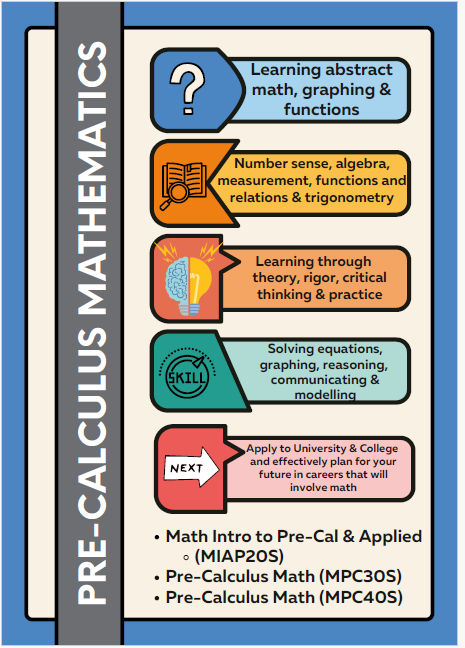 PRE-CALCULUS MATHEMATICS
Learning abstract
math, graphing &
functions
Number sense, algebra,
measurement, functions and
relations & trigonometry
Learning through
theory, rigor, critical
thinking & practice
SKILL
Solving equations,
graphing, reasoning,
communicating &
modelling
NEXT
Apply to University & College
and effectively plan for your
future in careers that will
involve math
• Math Intro to Pre-Cal & Applied
◦ (MIAP20S)
• Pre-Calculus Math (MPC30S)
• Pre-Calculus Math (MPC40S)